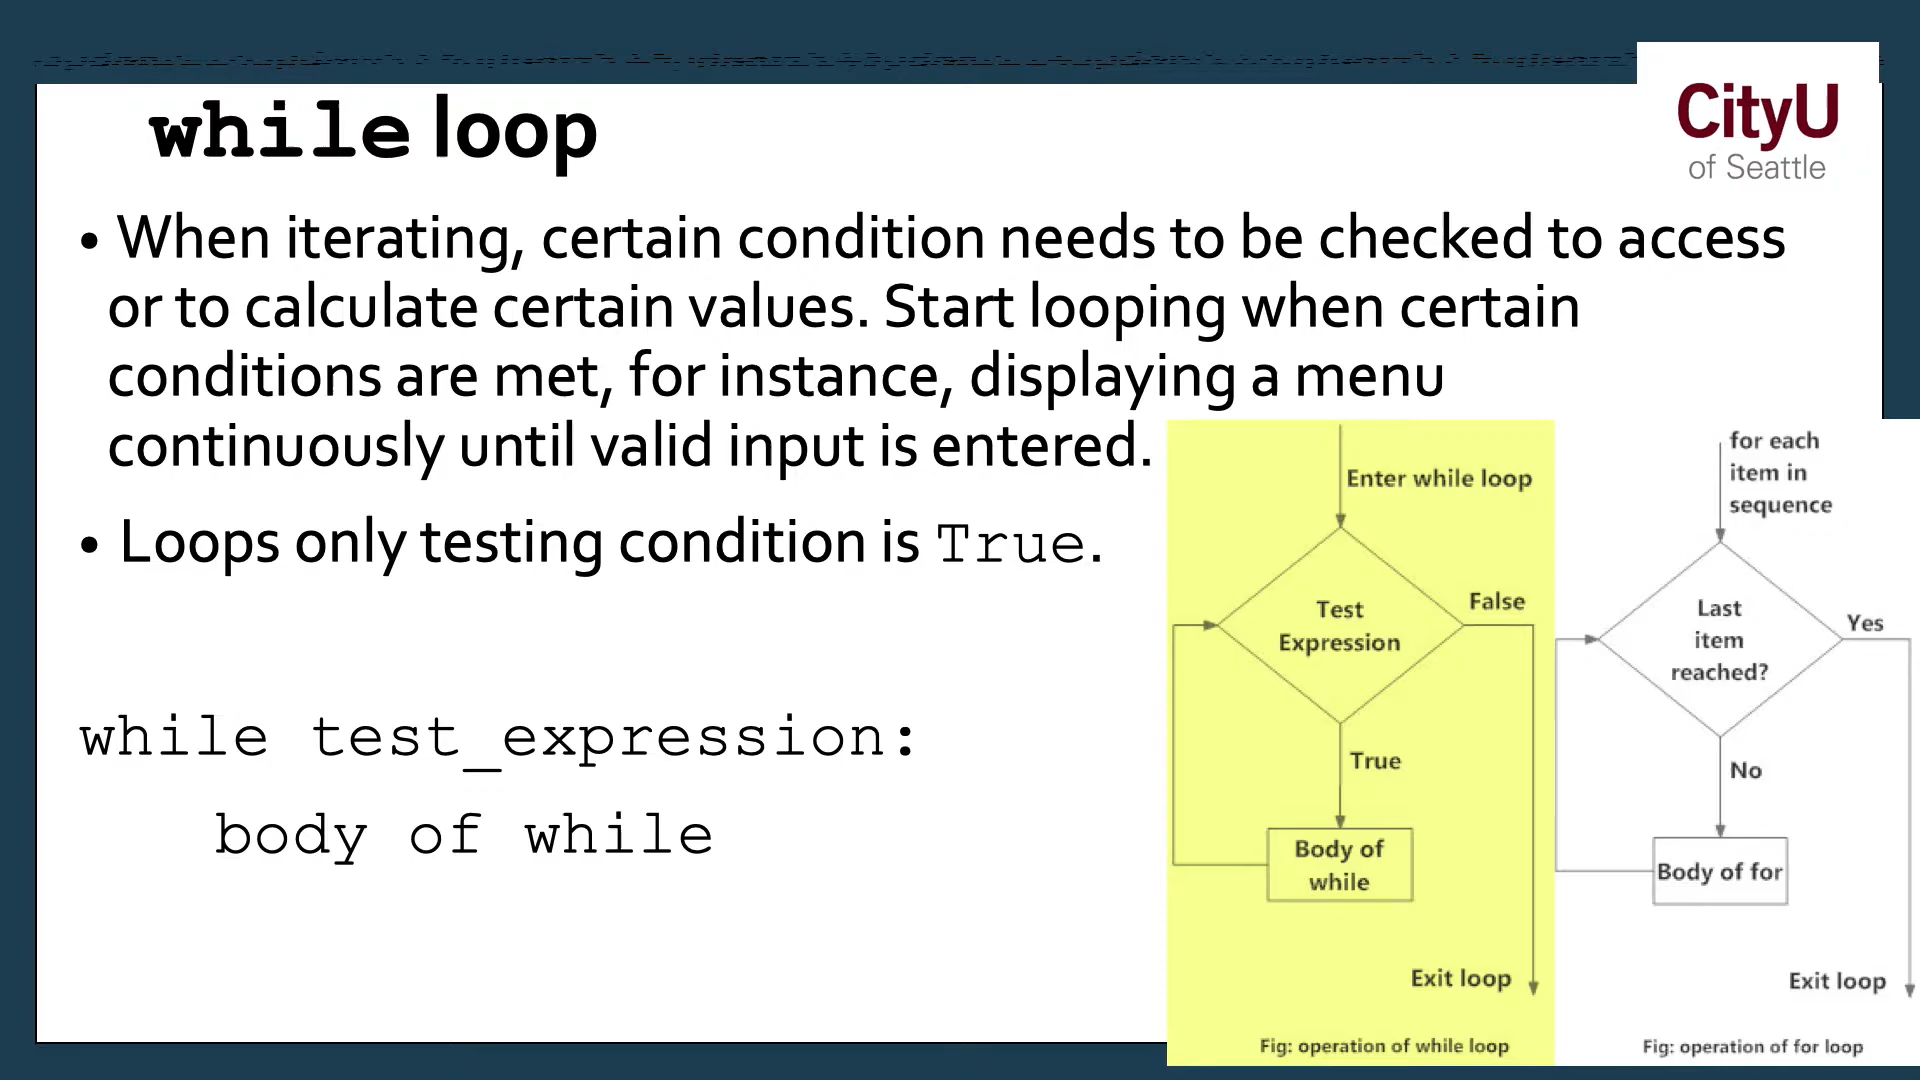 while loop
CityU
of Seattle
• When iterating, certain condition needs to be checked to access
or to calculate certain values. Start looping when certain
conditions are met, for instance, displaying a menu
continuously until valid input is entered.
• Loops only testing condition is True.
while test_expression:
body of while
Enter while loop
Test
Expression
False
True
Body of
while
Exit loop
Fig: operation of while loop
for each
item in
sequence
Last
item
reached?
Yes
No
Body of for
Exit loop
Fig: operation of for loop